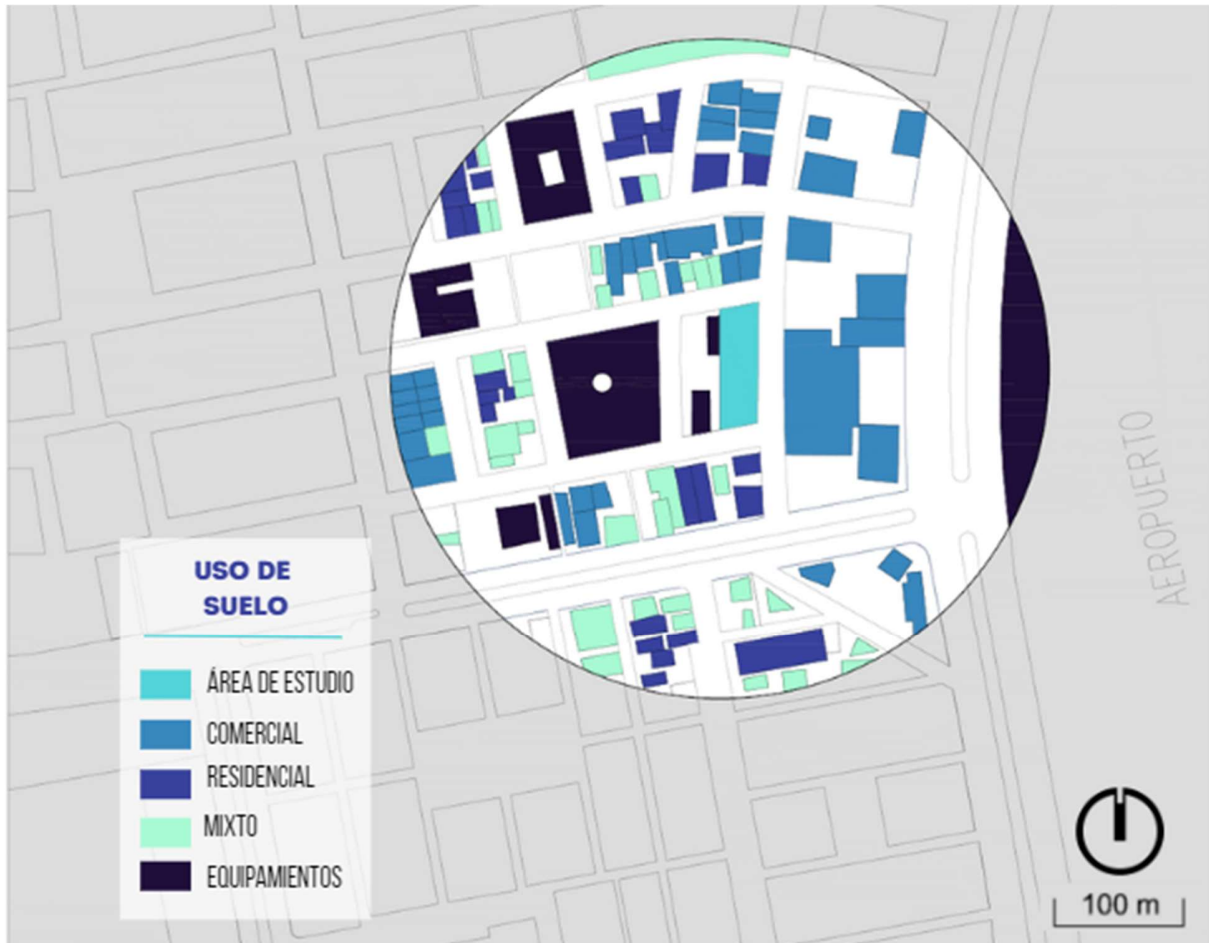 USO DE
SUELO
ÁREA DE ESTUDIO
COMERCIAL
RESIDENCIAL
MIXTO
EQUIPAMIENTOS
AEROPUERTO
100 m